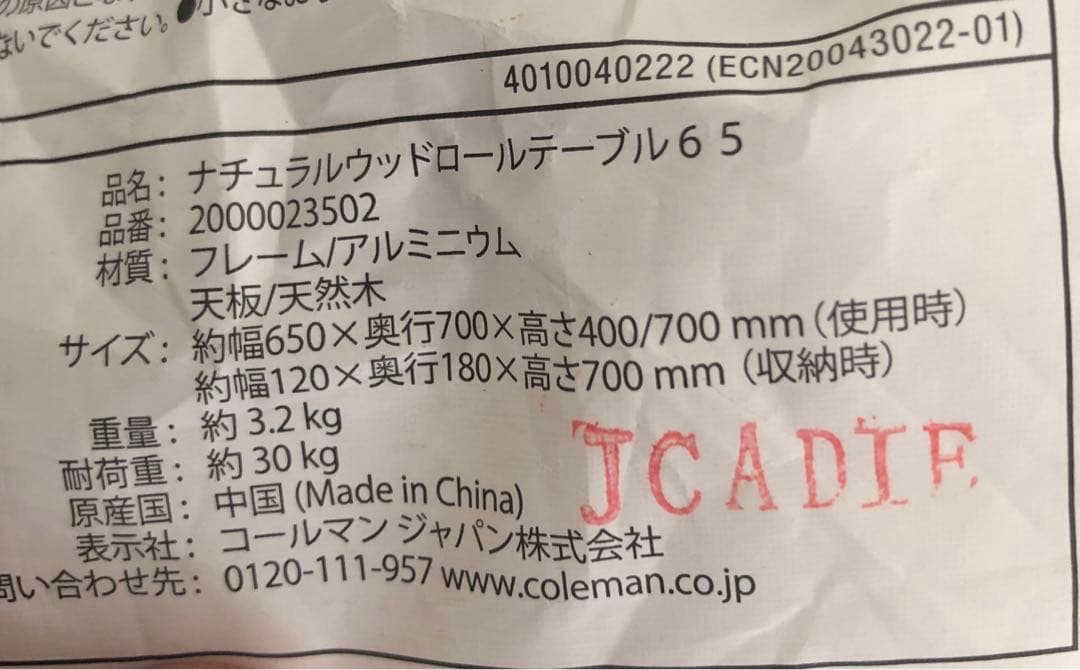 ないでください。●小さなお
4010040222 (ECN20043022-01)
品名： ナチュラルウッドロールテーブル６５
品番： 2000023502
材質： フレーム/アルミニウム
天板/天然木
サイズ： 約幅650×奥行700×高さ400/700 mm（使用時）
約幅120×奥行180×高さ700 mm（収納時）
重量： 約 3.2 kg
耐荷重： 約 30 kg
原産国： 中国 (Made in China)
表示社： コールマン ジャパン株式会社
問い合わせ先： 0120-111-957 www.coleman.co.jp
JCADIE